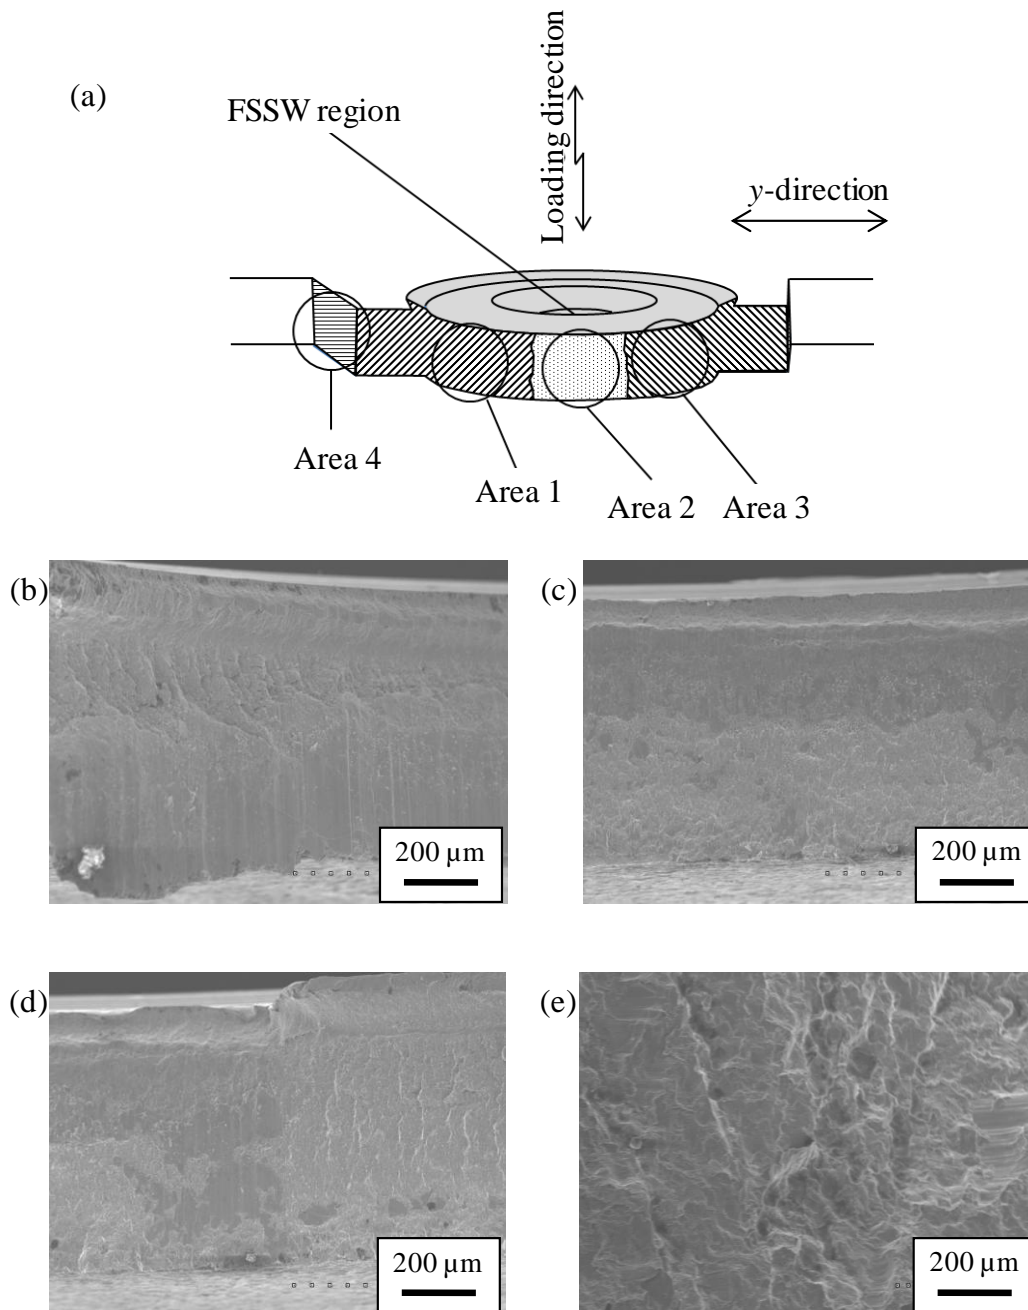 (a)
FSSW region
Loading direction
y-direction
Area 4
Area 1
Area 2
Area 3
(b)
200 µm
(c)
200 µm
(d)
200 µm
(e)
200 µm